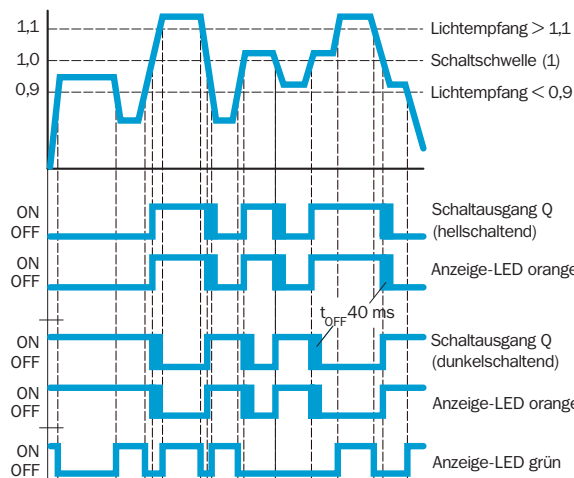 1,1
Lichtempfang > 1,1
1,0
Schaltschwelle (1)
0,9
Lichtempfang < 0,9
ON
OFF
Schaltausgang Q
(hellschaltend)
ON
OFF
Anzeige-LED orange
tOFF 40 ms
ON
OFF
Schaltausgang Q
(dunkelschaltend)
ON
OFF
Anzeige-LED orange
ON
OFF
Anzeige-LED grün